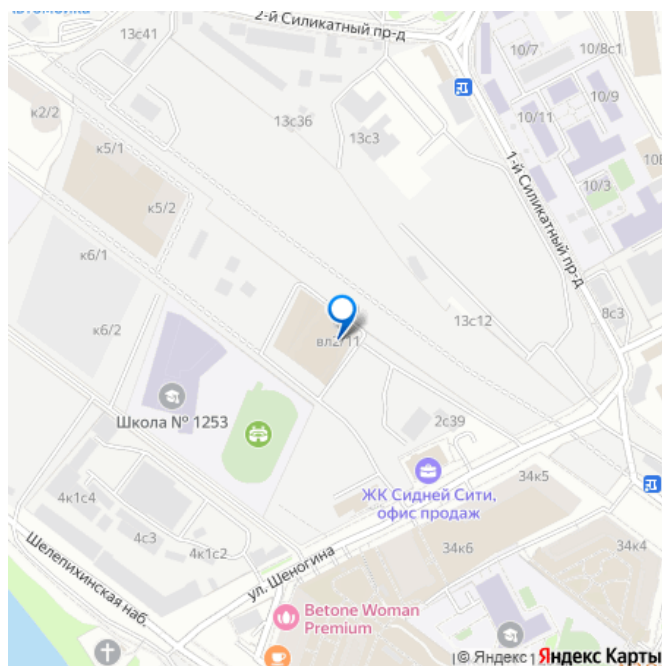 2-й Силикатный пр-д
13с41
10/7
10/8с1
к2/2
13с36
13с3
10/9
10/11
к5/1
1-й Силикатный пр-д
10/3
к5/2
к6/1
13с12
8с3
к6/2
вл2/11
Школа № 1253
2с39
ЖК Сидней Сити,
офис продаж
34к5
4к1с4
4с3
4к1с2
34к6
34к4
Шелепихинская наб.
ул. Шеногина
Betone Woman
Premium
© Яндекс
Яндекс Карты